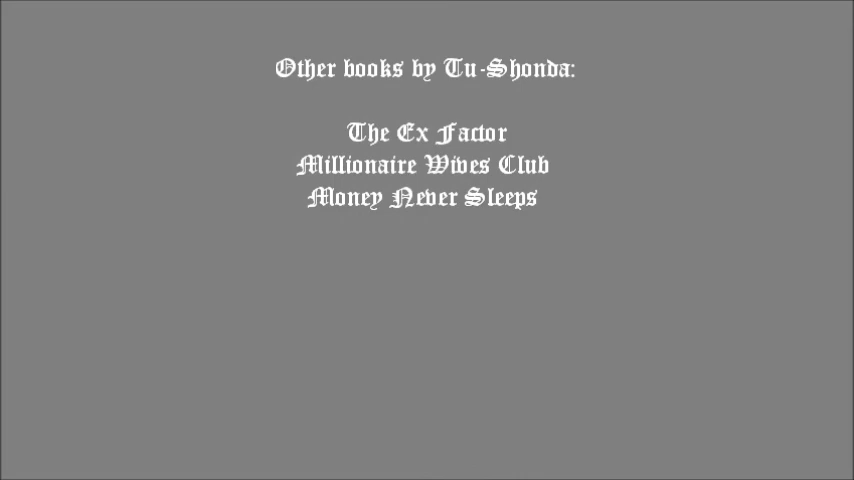 Other books by Tu-Shonda:
The Ex Factor
Millionaire Wives Club
Money Never Sleeps